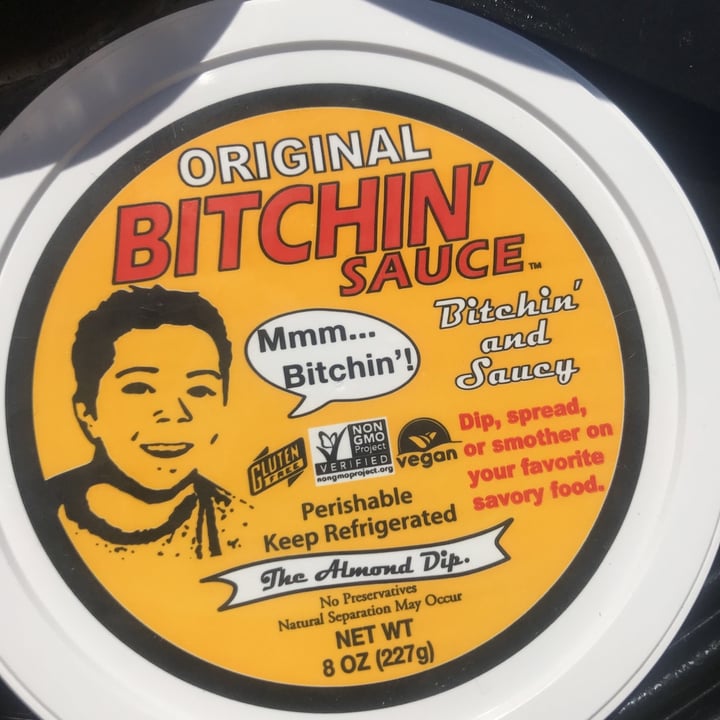 ORIGINAL
BITCHIN'
SAUCE™
Bitchin'
and
Saucy
Mmm...
Bitchin'!
Dip, spread,
or smother on
your favorite
savory food.
GLUTEN
FREE
NON
GMO
Project
VERIFIED
nongmoproject.org
vegan
Perishable
Keep Refrigerated
The Almond Dip.
No Preservatives
Natural Separation May Occur
NET WT
8 OZ (227g)